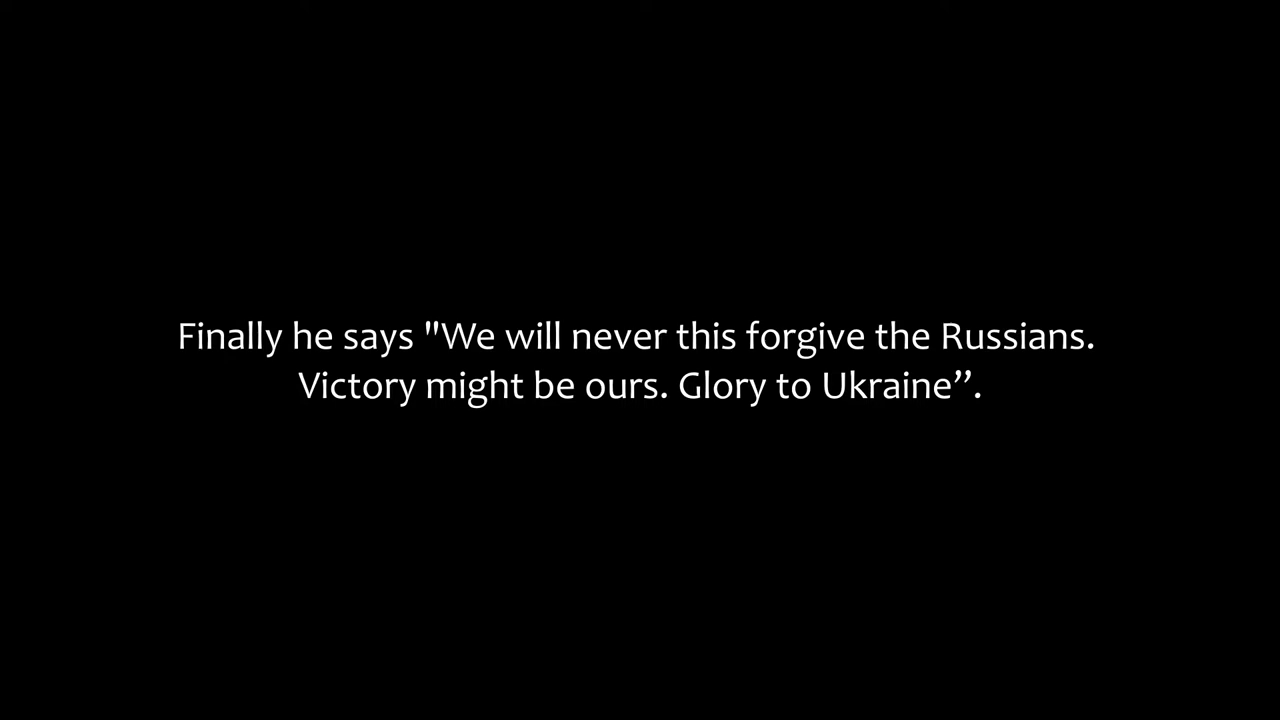 Finally he says "We will never this forgive the Russians.
Victory might be ours. Glory to Ukraine”.